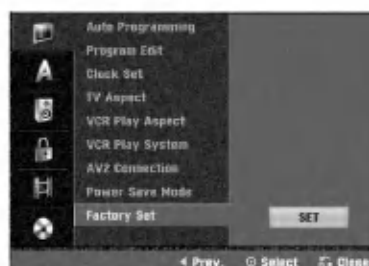 Auto Programming
Program Edit
Clock Set
TV Aspect
VCR Play Aspect
VCR Play System
AV2 Connection
Power Save Mode
Factory Set
SET
Prev. Select Close